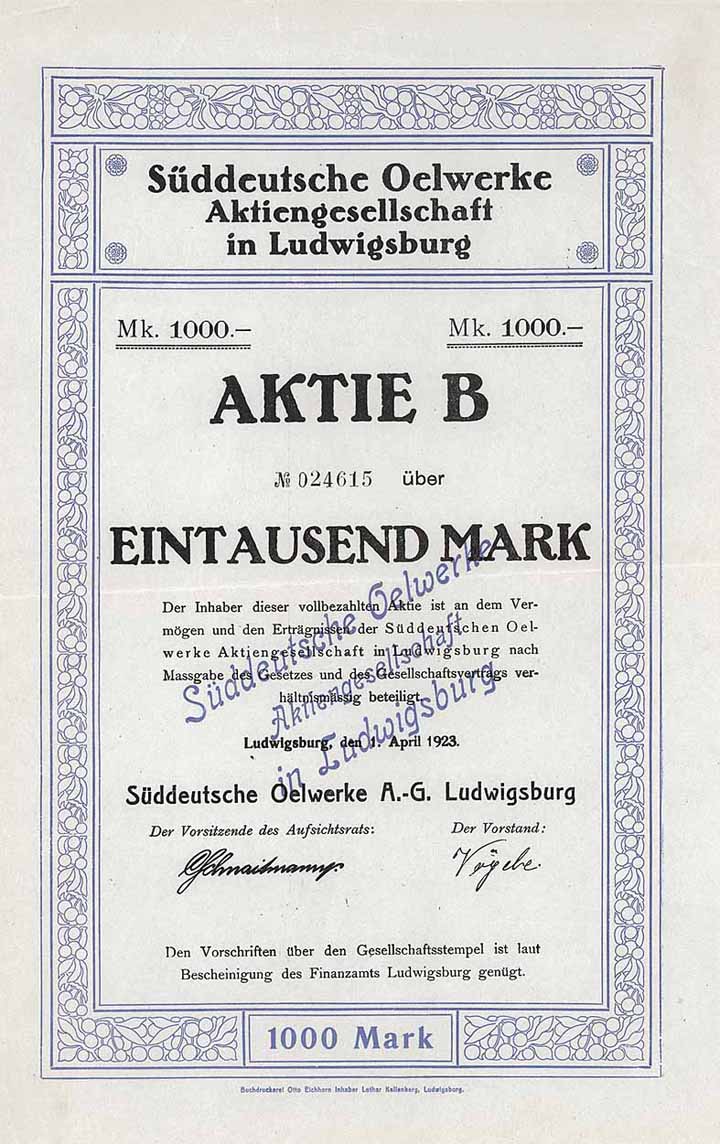 Süddeutsche Oelwerke
Aktiengesellschaft
in Ludwigsburg
Mk. 1000.— Mk. 1000.—
AKTIE B
№ 024615 über
EINTAUSEND MARK
Der Inhaber dieser vollbezahlten Aktie ist an dem Ver-
mögen und den Erträgnissen der Süddeutschen Oel-
werke Aktiengesellschaft in Ludwigsburg nach
Massgabe des Gesetzes und des Gesellschaftsvertrags ver-
hältnismässig beteiligt.
Süddeutsche Oelwerke
Aktiengesellschaft
in Ludwigsburg
Ludwigsburg, den 1. April 1923.
Süddeutsche Oelwerke A.-G. Ludwigsburg
Der Vorsitzende des Aufsichtsrats: Der Vorstand:
Vögele.
Den Vorschriften über den Gesellschaftsstempel ist laut
Bescheinigung des Finanzamts Ludwigsburg genügt.
1000 Mark
Buchdruckerei Otto Eichhorn Inhaber Lothar Kallenberg, Ludwigsburg.